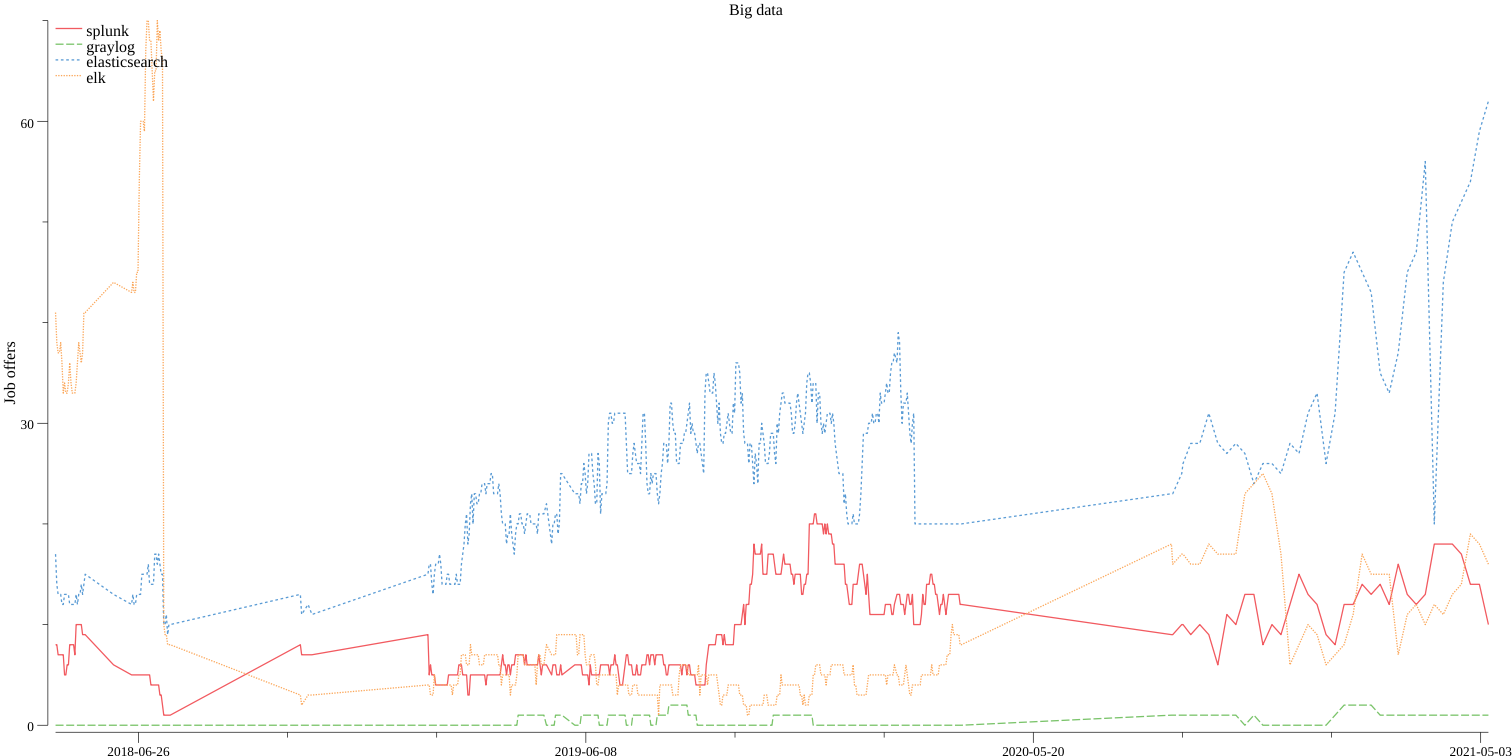 Big data
splunk
graylog
elasticsearch
elk
60
30
0
Job offers
2018-06-26
2019-06-08
2020-05-20
2021-05-03